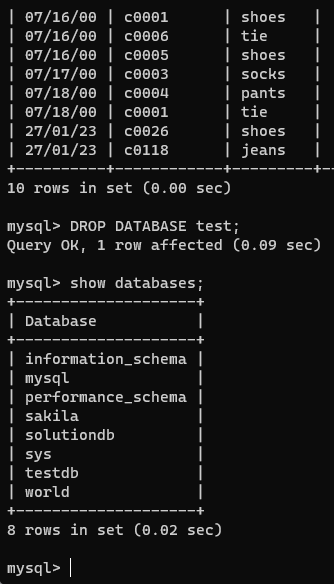 | 07/16/00 | c0001      | shoes   |
| 07/16/00 | c0006      | tie     |
| 07/16/00 | c0005      | shoes   |
| 07/17/00 | c0003      | socks   |
| 07/18/00 | c0004      | pants   |
| 07/18/00 | c0001      | tie     |
| 27/01/23 | c0026      | shoes   |
| 27/01/23 | c0118      | jeans   |
+----------+------------+---------+-
10 rows in set (0.00 sec)
mysql> DROP DATABASE test;
Query OK, 1 row affected (0.09 sec)
mysql> show databases;
+--------------------+
| Database           |
+--------------------+
| information_schema |
| mysql              |
| performance_schema |
| sakila             |
| solutiondb         |
| sys                |
| testdb             |
| world              |
+--------------------+
8 rows in set (0.02 sec)
mysql>